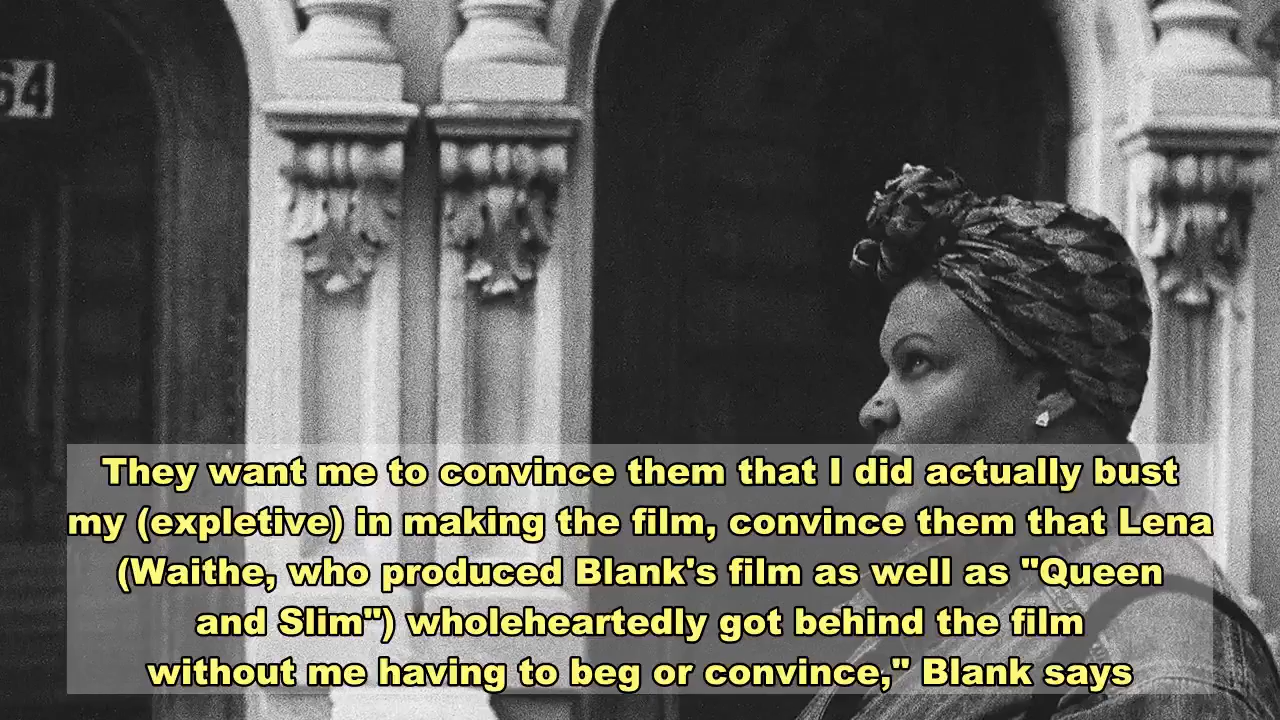 64
They want me to convince them that I did actually bust
my (expletive) in making the film, convince them that Lena
(Waithe, who produced Blank's film as well as "Queen
and Slim") wholeheartedly got behind the film
without me having to beg or convince," Blank says